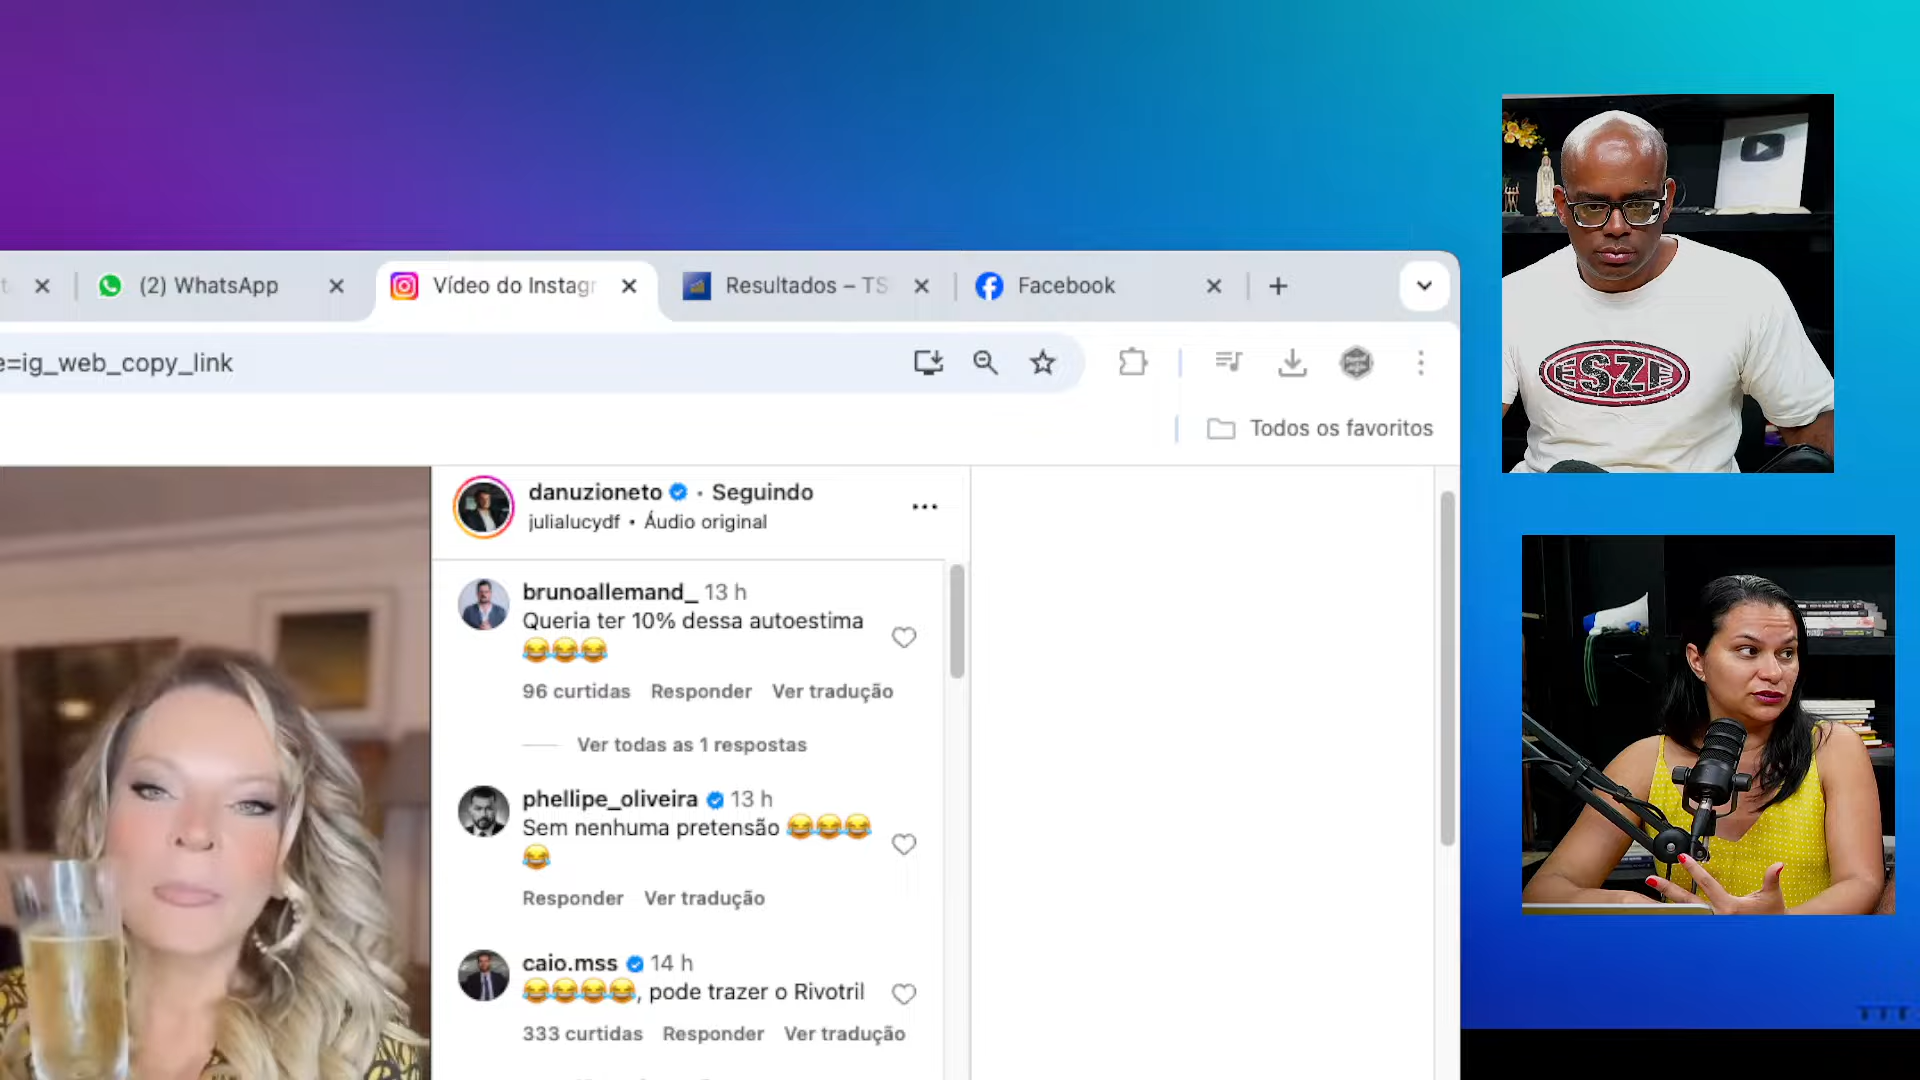 (2) WhatsApp
Vídeo do Instagr
Resultados – TS
Facebook
e=ig_web_copy_link
Todos os favoritos
danuzioneto • Seguindo
julialucydf • Áudio original
brunoallemand_ 13 h
Queria ter 10% dessa autoestima
😂😂😂
96 curtidas Responder Ver tradução
Ver todas as 1 respostas
phellipe_oliveira 13 h
Sem nenhuma pretensão 😂😂😂
😂
Responder Ver tradução
caio.mss 14 h
😂😂😂😂, pode trazer o Rivotril
333 curtidas Responder Ver tradução
ESZE